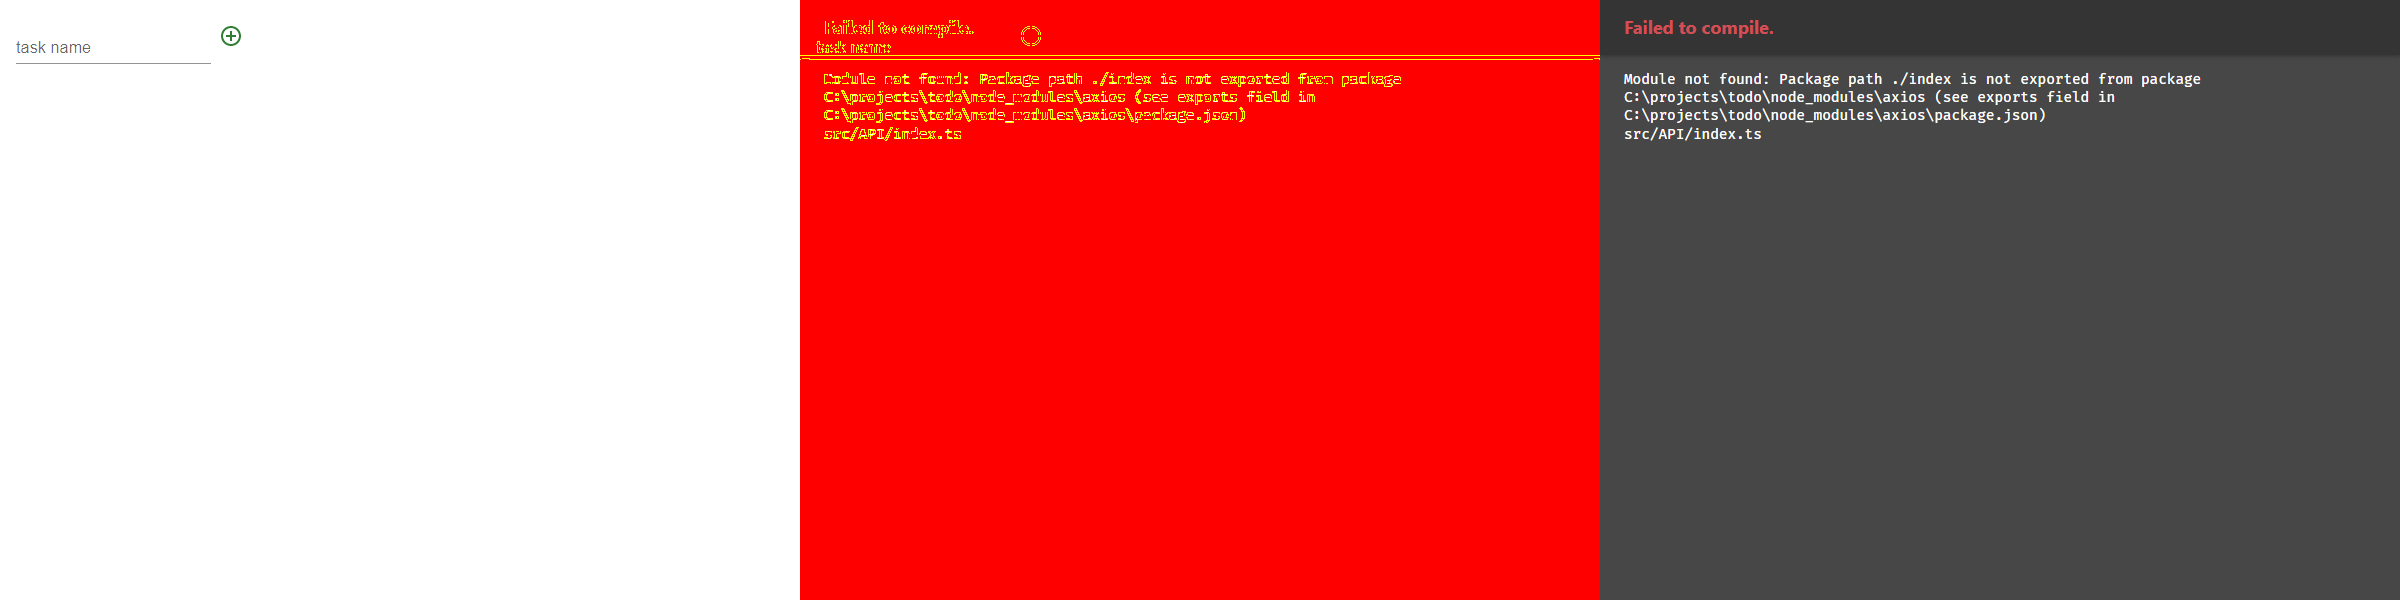 task name
Failed to compile.
task name
Module not found: Package path ./index is not exported from package
C:\projects\todo\node_modules\axios (see exports field in
C:\projects\todo\node_modules\axios\package.json)
src/API/index.ts
Failed to compile.
Module not found: Package path ./index is not exported from package
C:\projects\todo\node_modules\axios (see exports field in
C:\projects\todo\node_modules\axios\package.json)
src/API/index.ts